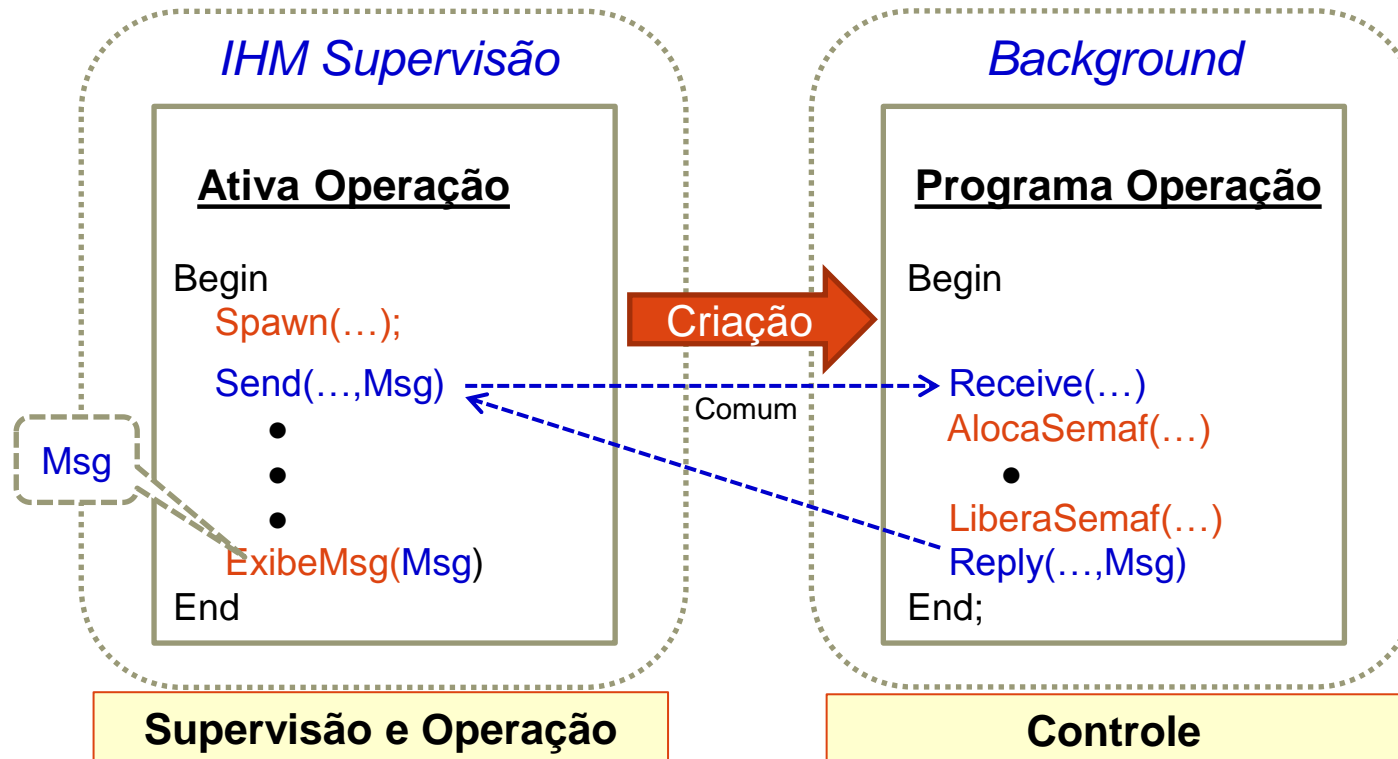 IHM Supervisão
Ativa Operação
Begin
Spawn(…);
Send(…,Msg)
•
•
•
ExibeMsg(Msg)
End
Msg
Supervisão e Operação
Criação
Comum
Background
Programa Operação
Begin
Receive(…)
AlocaSemaf(…)
•
LiberaSemaf(…)
Reply(…,Msg)
End;
Controle